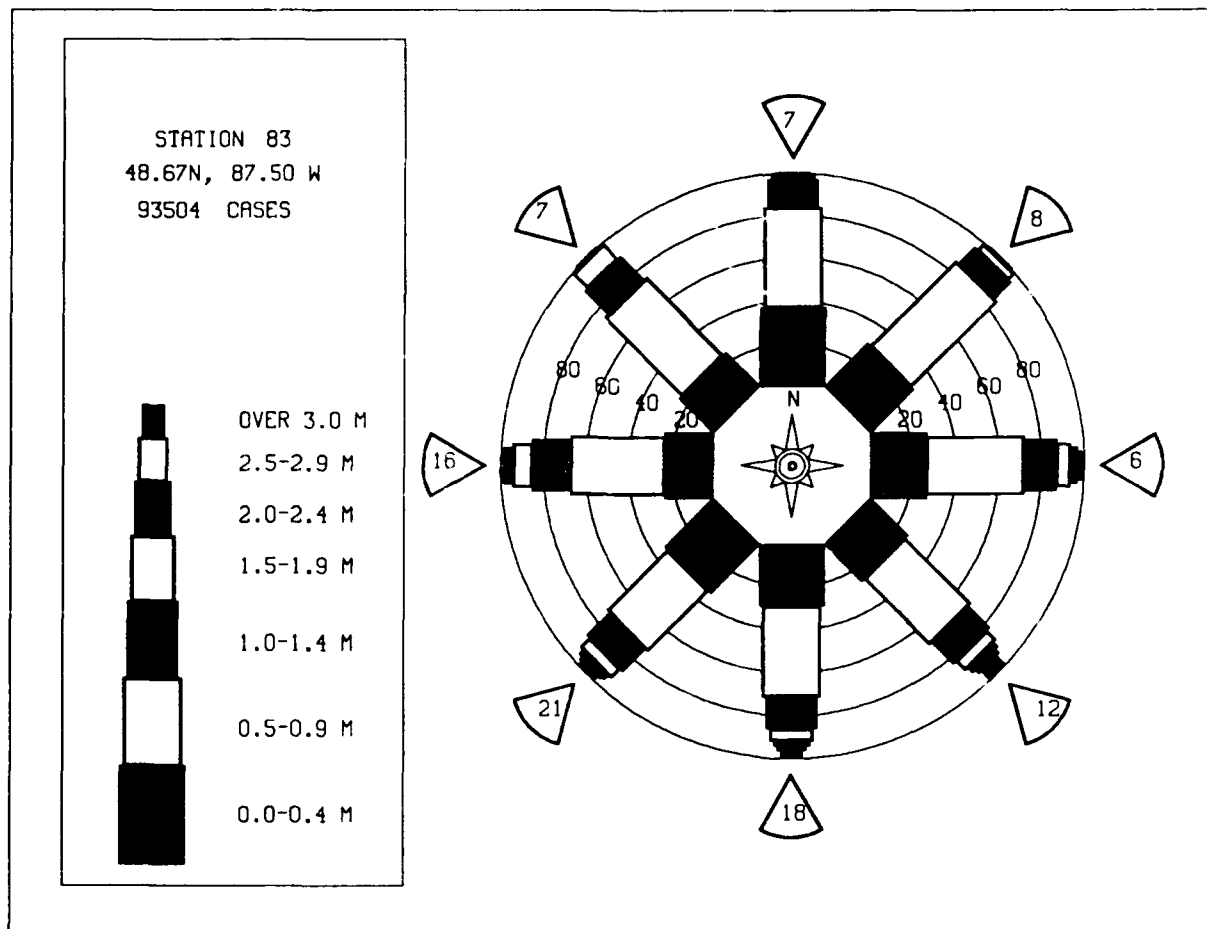 STATION 83
48.67N, 87.50 W
93504 CASES
OVER 3.0 M
2.5-2.9 M
2.0-2.4 M
1.5-1.9 M
1.0-1.4 M
0.5-0.9 M
0.0-0.4 M
7
7
8
80
60
40
20
N
20
40
60
80
16
6
21
12
18